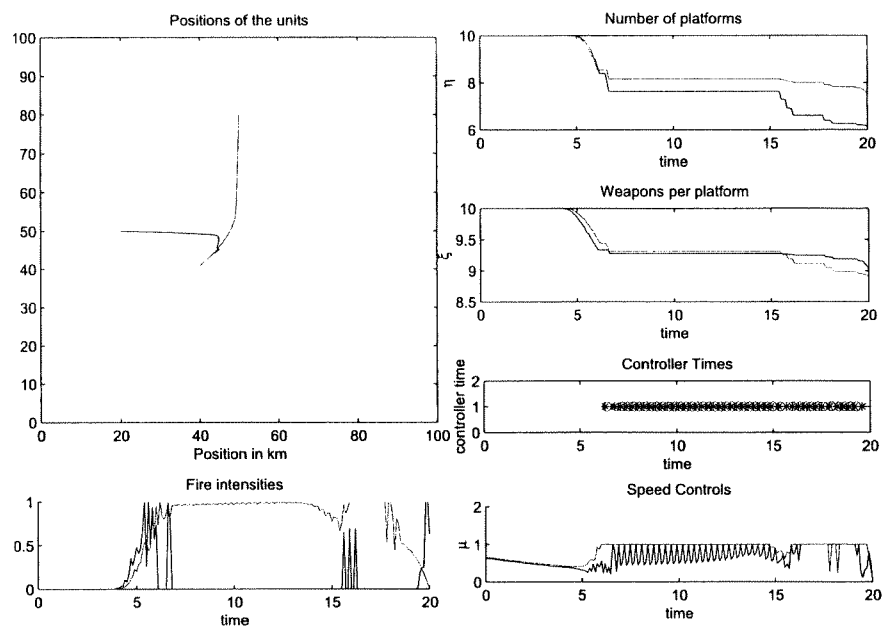 Positions of the units
100
90
80
70
60
50
40
30
20
10
0
0 20 40 60 80 100
Position in km
Number of platforms
10
8
6
η
0 5 10 15 20
time
Weapons per platform
10
9.5
9
8.5
ξ
0 5 10 15 20
time
Controller Times
2
1
0
controller time
0 5 10 15 20
time
Fire intensities
1
0.5
0
0 5 10 15 20
time
Speed Controls
2
1
0
μ
0 5 10 15 20
time